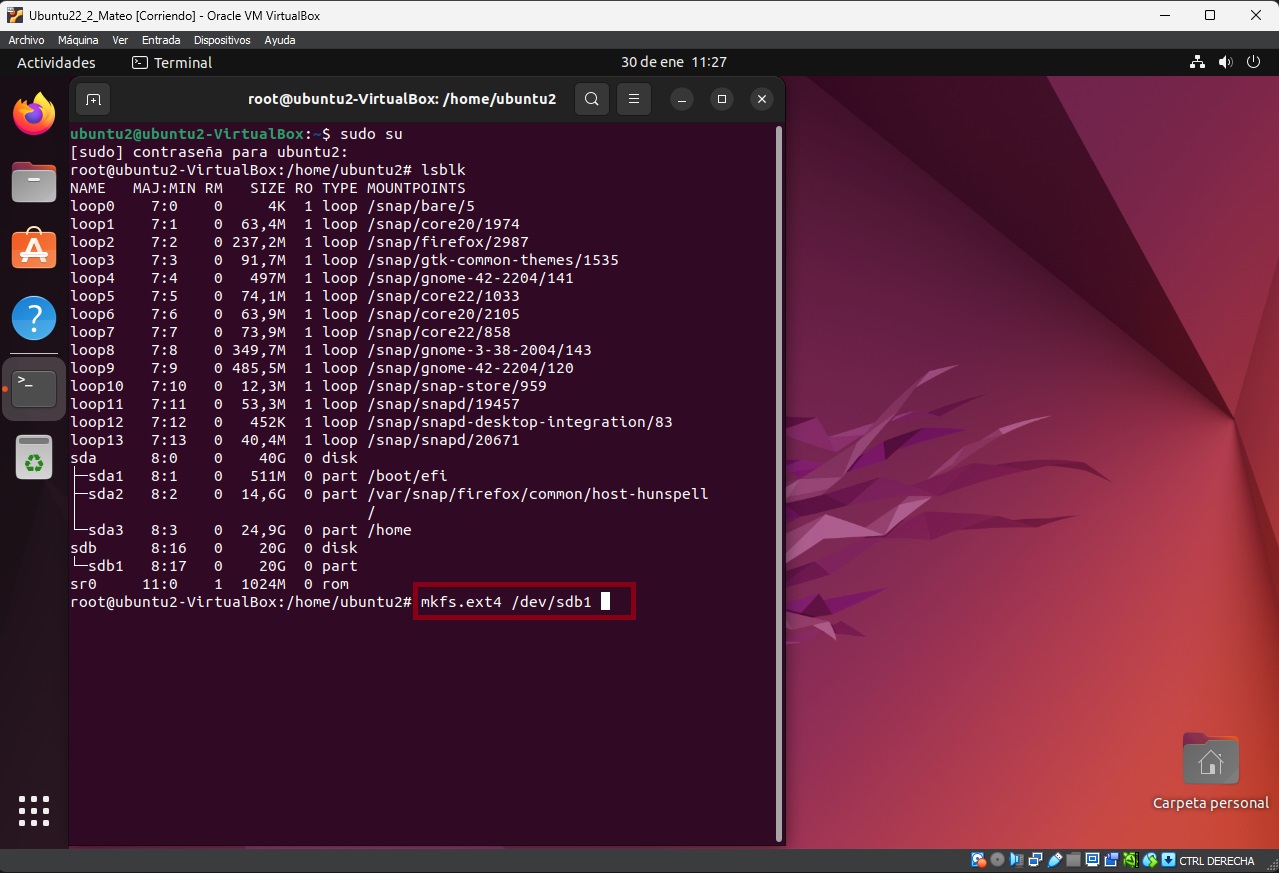 Ubuntu22_2_Mateo [Corriendo] - Oracle VM VirtualBox
Archivo Máquina Ver Entrada Dispositivos Ayuda
Actividades Terminal 30 de ene 11:27
root@ubuntu2-VirtualBox: /home/ubuntu2
ubuntu2@ubuntu2-VirtualBox:~$ sudo su
[sudo] contraseña para ubuntu2:
root@ubuntu2-VirtualBox:/home/ubuntu2# lsblk
NAME   MAJ:MIN RM   SIZE RO TYPE MOUNTPOINTS
loop0    7:0    0     4K  1 loop /snap/bare/5
loop1    7:1    0  63,4M  1 loop /snap/core20/1974
loop2    7:2    0 237,2M  1 loop /snap/firefox/2987
loop3    7:3    0  91,7M  1 loop /snap/gtk-common-themes/1535
loop4    7:4    0   497M  1 loop /snap/gnome-42-2204/141
loop5    7:5    0  74,1M  1 loop /snap/core22/1033
loop6    7:6    0  63,9M  1 loop /snap/core20/2105
loop7    7:7    0  73,9M  1 loop /snap/core22/858
loop8    7:8    0 349,7M  1 loop /snap/gnome-3-38-2004/143
loop9    7:9    0 485,5M  1 loop /snap/gnome-42-2204/120
loop10   7:10   0  12,3M  1 loop /snap/snap-store/959
loop11   7:11   0  53,3M  1 loop /snap/snapd/19457
loop12   7:12   0   452K  1 loop /snap/snapd-desktop-integration/83
loop13   7:13   0  40,4M  1 loop /snap/snapd/20671
sda      8:0    0    40G  0 disk
├─sda1   8:1    0   511M  0 part /boot/efi
├─sda2   8:2    0  14,6G  0 part /var/snap/firefox/common/host-hunspell
│                                /
└─sda3   8:3    0  24,9G  0 part /home
sdb      8:16   0    20G  0 disk
└─sdb1   8:17   0    20G  0 part
sr0     11:0    1  1024M  0 rom
root@ubuntu2-VirtualBox:/home/ubuntu2# mkfs.ext4 /dev/sdb1
Carpeta personal
CTRL DERECHA